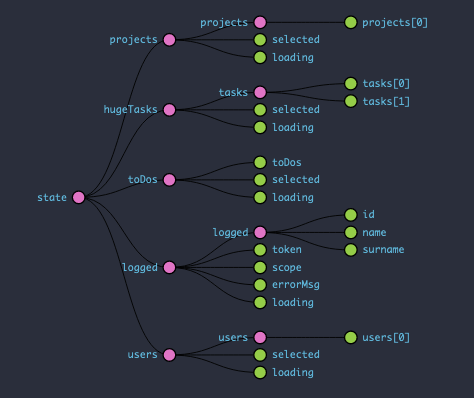 projects
projects[0]
projects
selected
loading
tasks
tasks[0]
tasks[1]
hugeTasks
selected
loading
toDos
toDos
selected
loading
state
id
logged
name
surname
token
logged
scope
errorMsg
loading
users
users[0]
users
selected
loading